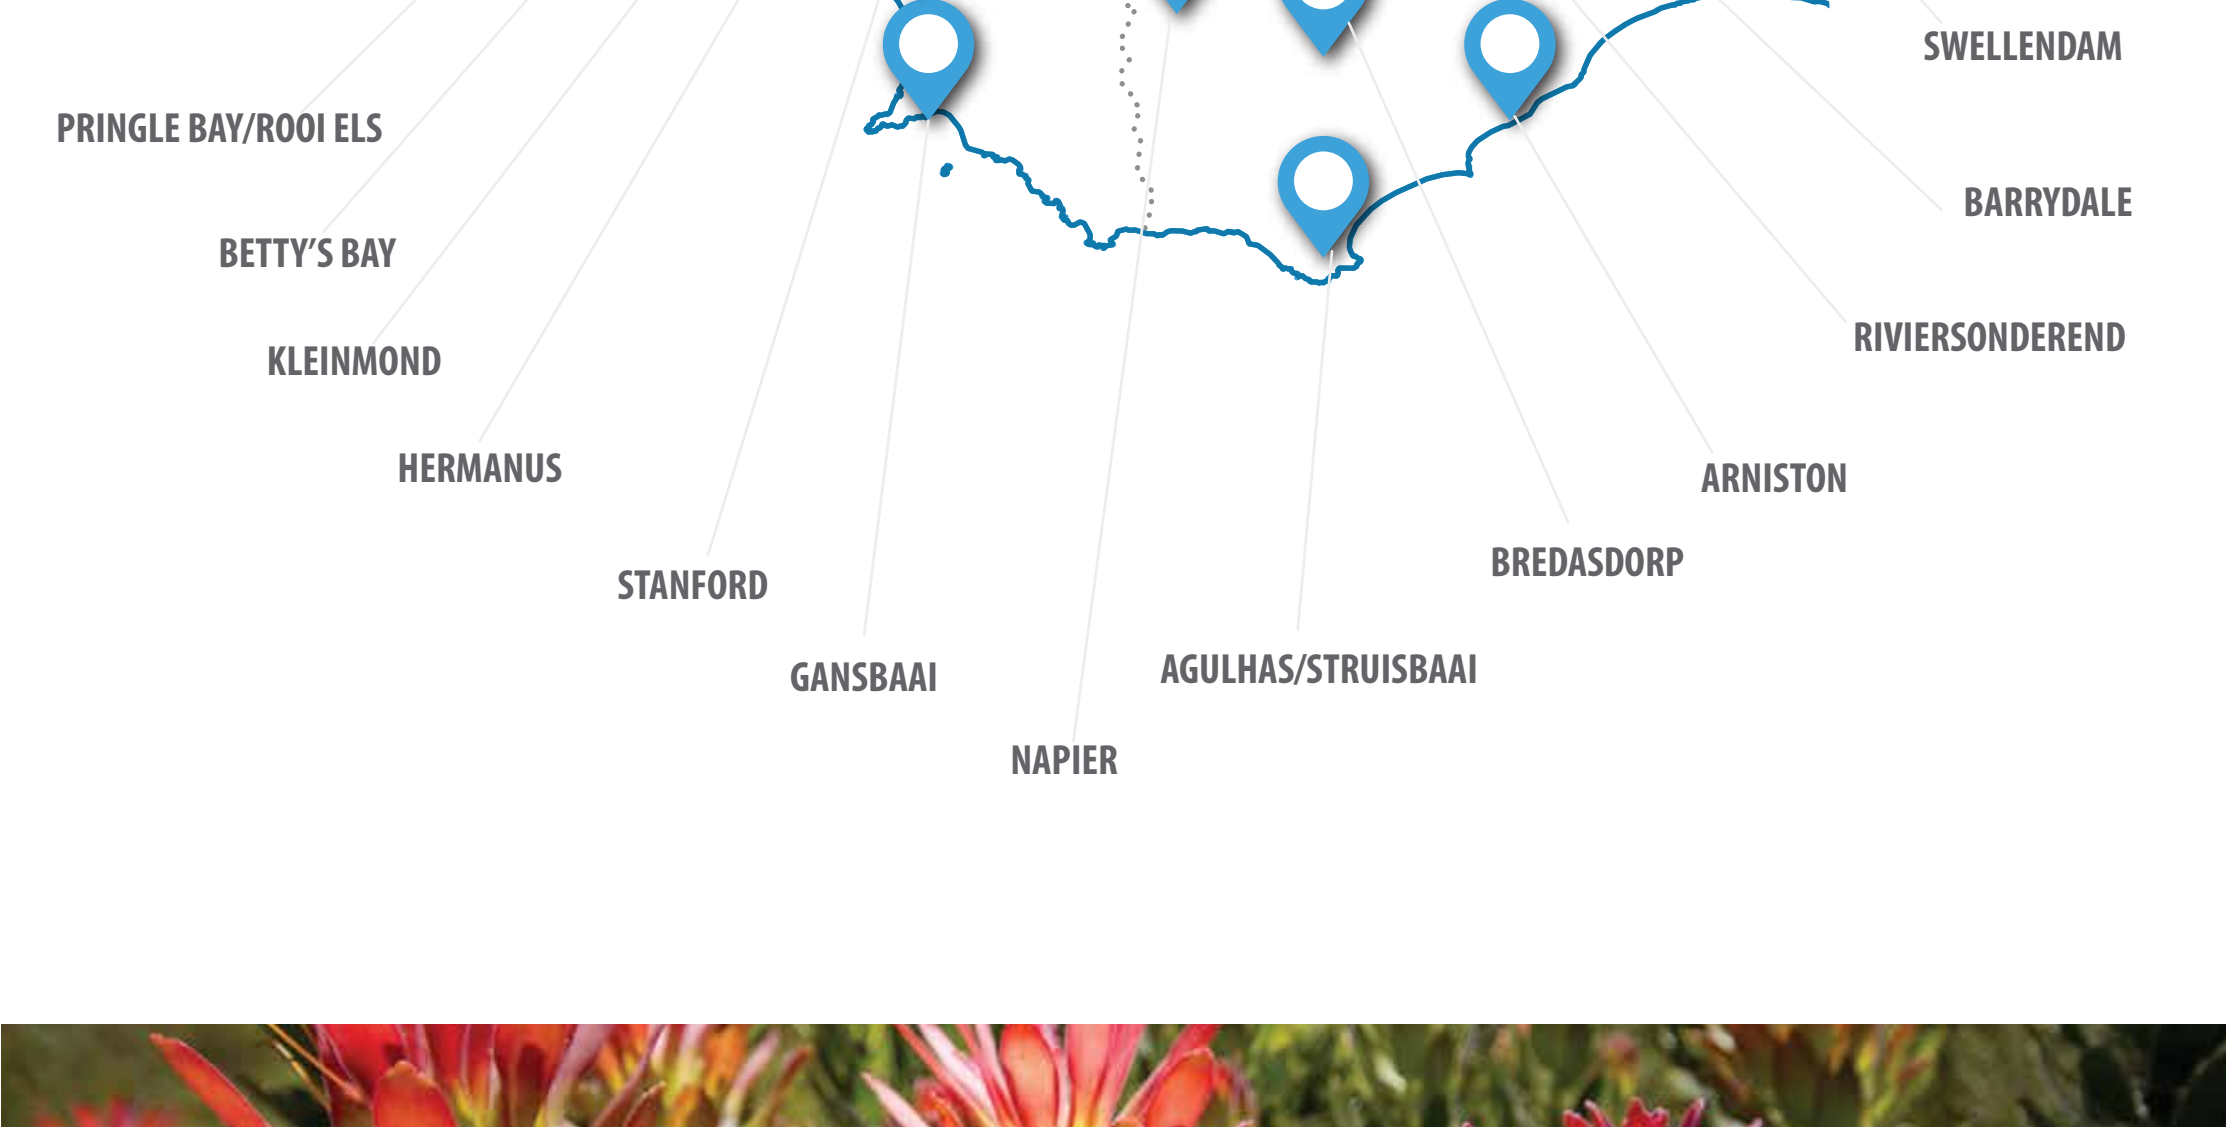 SWELLENDAM
PRINGLE BAY/ROOI ELS
BARRYDALE
BETTY’S BAY
RIVIERSONDEREND
KLEINMOND
HERMANUS
ARNISTON
BREDASDORP
STANFORD
AGULHAS/STRUISBAAI
GANSBAAI
NAPIER